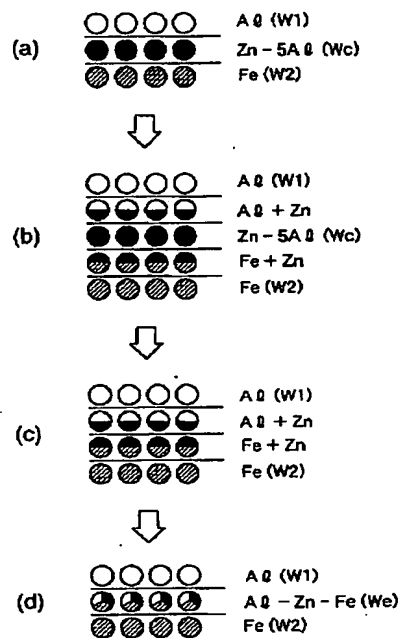 (a)
Aℓ (W1)
Zn-5Aℓ (Wc)
Fe (W2)
(b)
Aℓ (W1)
Aℓ + Zn
Zn-5Aℓ (Wc)
Fe + Zn
Fe (W2)
(c)
Aℓ (W1)
Aℓ + Zn
Fe + Zn
Fe (W2)
(d)
Aℓ (W1)
Aℓ - Zn - Fe (We)
Fe (W2)